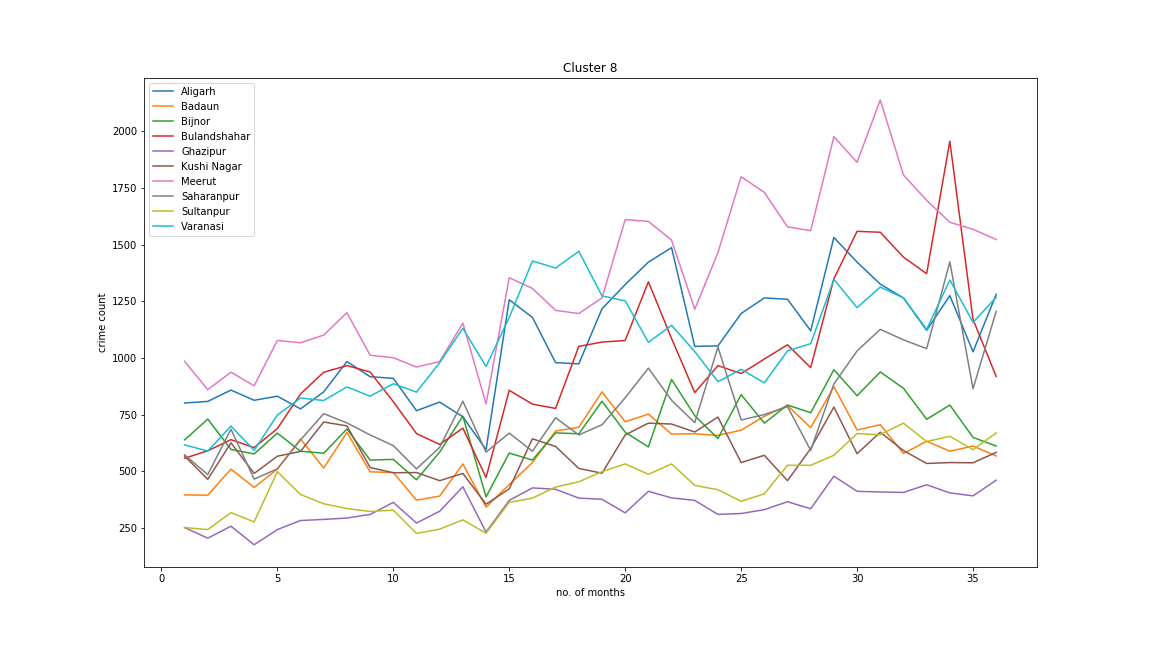 Cluster 8
Aligarh
Badaun
Bijnor
Bulandshahar
Ghazipur
Kushi Nagar
Meerut
Saharanpur
Sultanpur
Varanasi
crime count
2000
1750
1500
1250
1000
750
500
250
0 5 10 15 20 25 30 35
no. of months